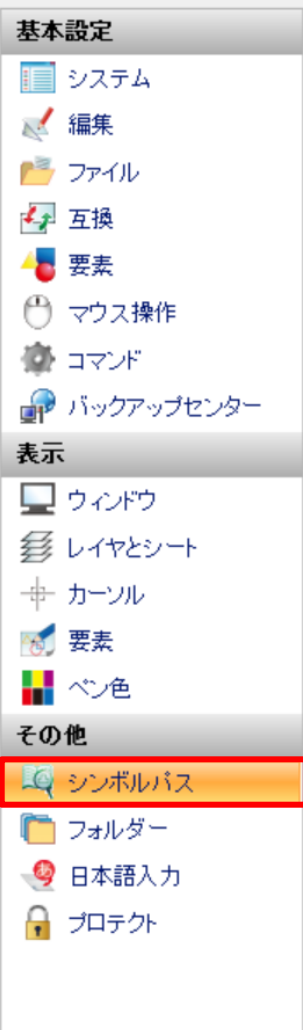 基本設定
システム
編集
ファイル
互換
要素
マウス操作
コマンド
バックアップセンター
表示
ウィンドウ
レイヤとシート
カーソル
要素
ペン色
その他
シンボルパス
フォルダー
あ
日本語入力
プロテクト